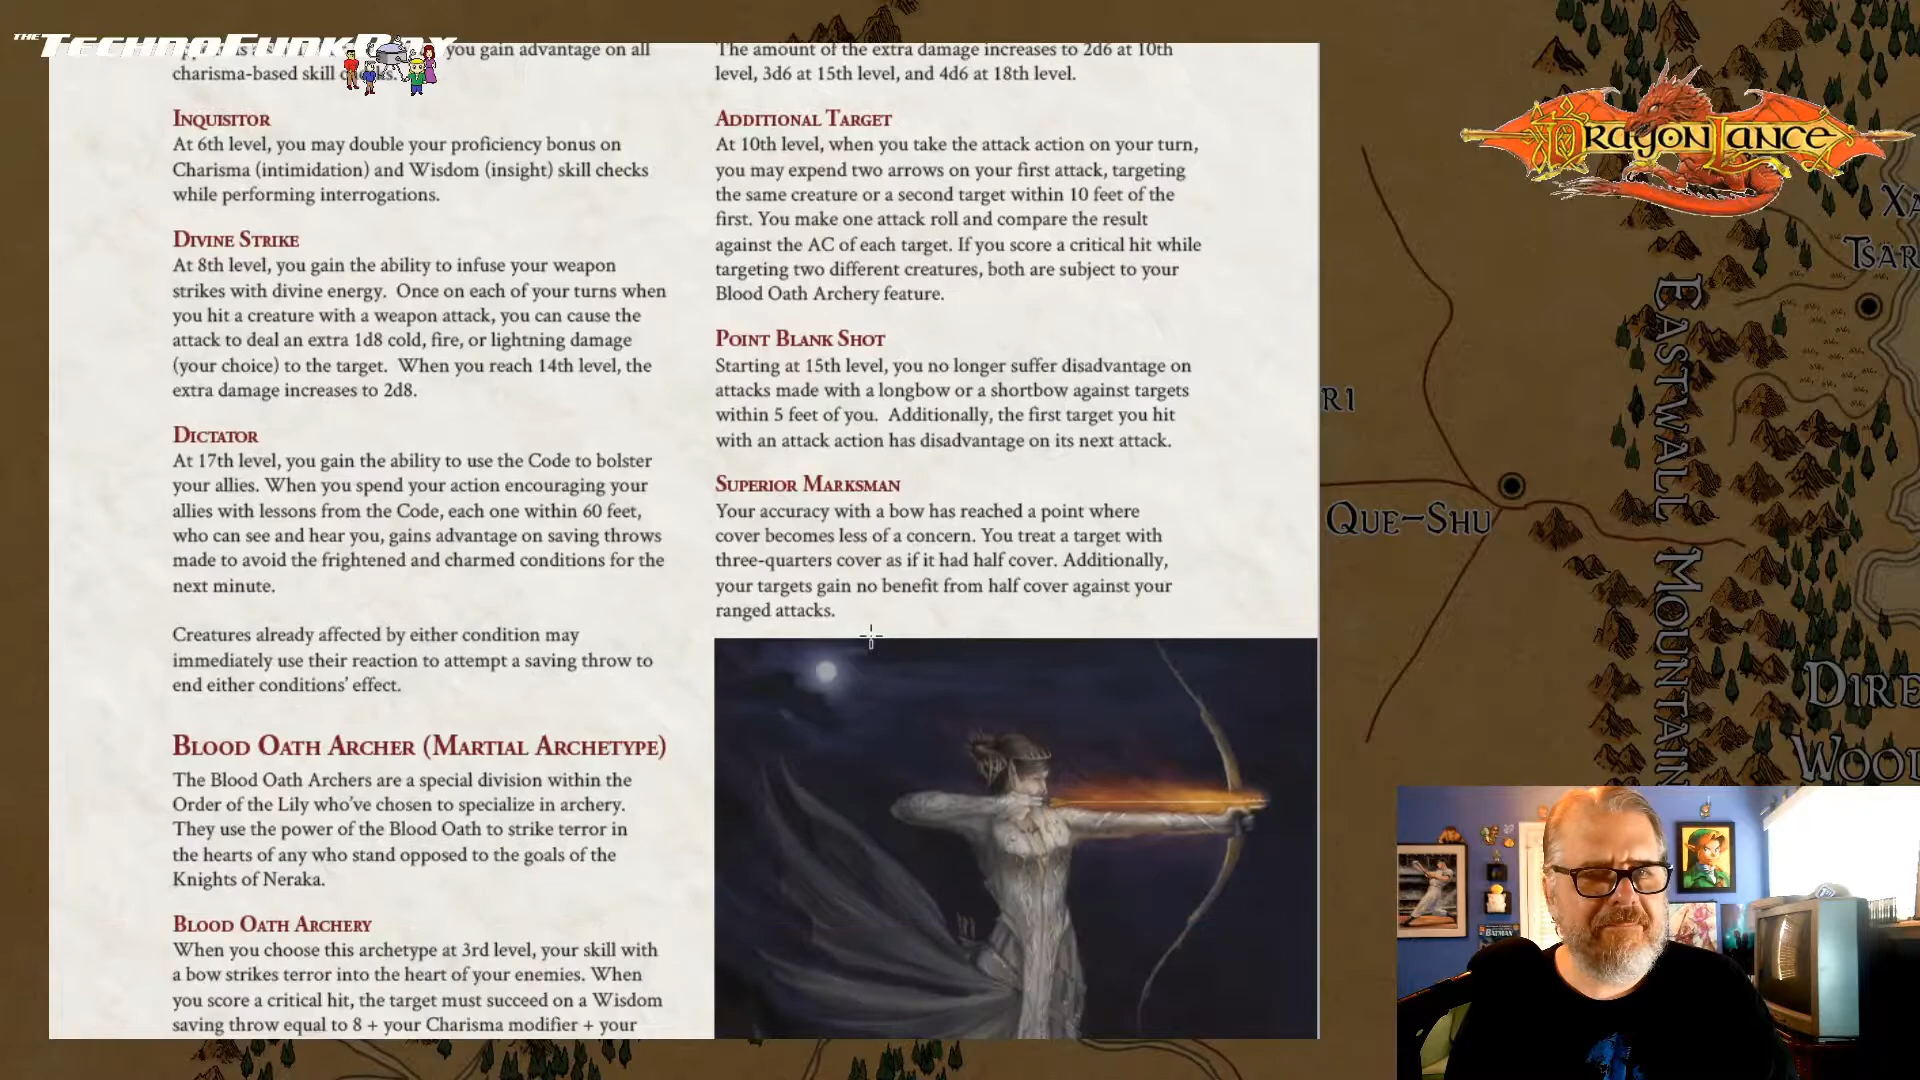 THE TECHNOFUNKBOY
you gain advantage on all
charisma-based skill checks.
INQUISITOR
At 6th level, you may double your proficiency bonus on
Charisma (intimidation) and Wisdom (insight) skill checks
while performing interrogations.
DIVINE STRIKE
At 8th level, you gain the ability to infuse your weapon
strikes with divine energy.  Once on each of your turns when
you hit a creature with a weapon attack, you can cause the
attack to deal an extra 1d8 cold, fire, or lightning damage
(your choice) to the target.  When you reach 14th level, the
extra damage increases to 2d8.
DICTATOR
At 17th level, you gain the ability to use the Code to bolster
your allies. When you spend your action encouraging your
allies with lessons from the Code, each one within 60 feet,
who can see and hear you, gains advantage on saving throws
made to avoid the frightened and charmed conditions for the
next minute.
Creatures already affected by either condition may
immediately use their reaction to attempt a saving throw to
end either conditions' effect.
BLOOD OATH ARCHER (MARTIAL ARCHETYPE)
The Blood Oath Archers are a special division within the
Order of the Lily who've chosen to specialize in archery.
They use the power of the Blood Oath to strike terror in
the hearts of any who stand opposed to the goals of the
Knights of Neraka.
BLOOD OATH ARCHERY
When you choose this archetype at 3rd level, your skill with
a bow strikes terror into the heart of your enemies. When
you score a critical hit, the target must succeed on a Wisdom
saving throw equal to 8 + your Charisma modifier + your
The amount of the extra damage increases to 2d6 at 10th
level, 3d6 at 15th level, and 4d6 at 18th level.
ADDITIONAL TARGET
At 10th level, when you take the attack action on your turn,
you may expend two arrows on your first attack, targeting
the same creature or a second target within 10 feet of the
first. You make one attack roll and compare the result
against the AC of each target. If you score a critical hit while
targeting two different creatures, both are subject to your
Blood Oath Archery feature.
POINT BLANK SHOT
Starting at 15th level, you no longer suffer disadvantage on
attacks made with a longbow or a shortbow against targets
within 5 feet of you.  Additionally, the first target you hit
with an attack action has disadvantage on its next attack.
SUPERIOR MARKSMAN
Your accuracy with a bow has reached a point where
cover becomes less of a concern. You treat a target with
three-quarters cover as if it had half cover. Additionally,
your targets gain no benefit from half cover against your
ranged attacks.
DRAGONLANCE
XA
TSAR
EASTWALL MOUNTAIN
RI
QUE-SHU
DIRE
WOOD
BATMAN